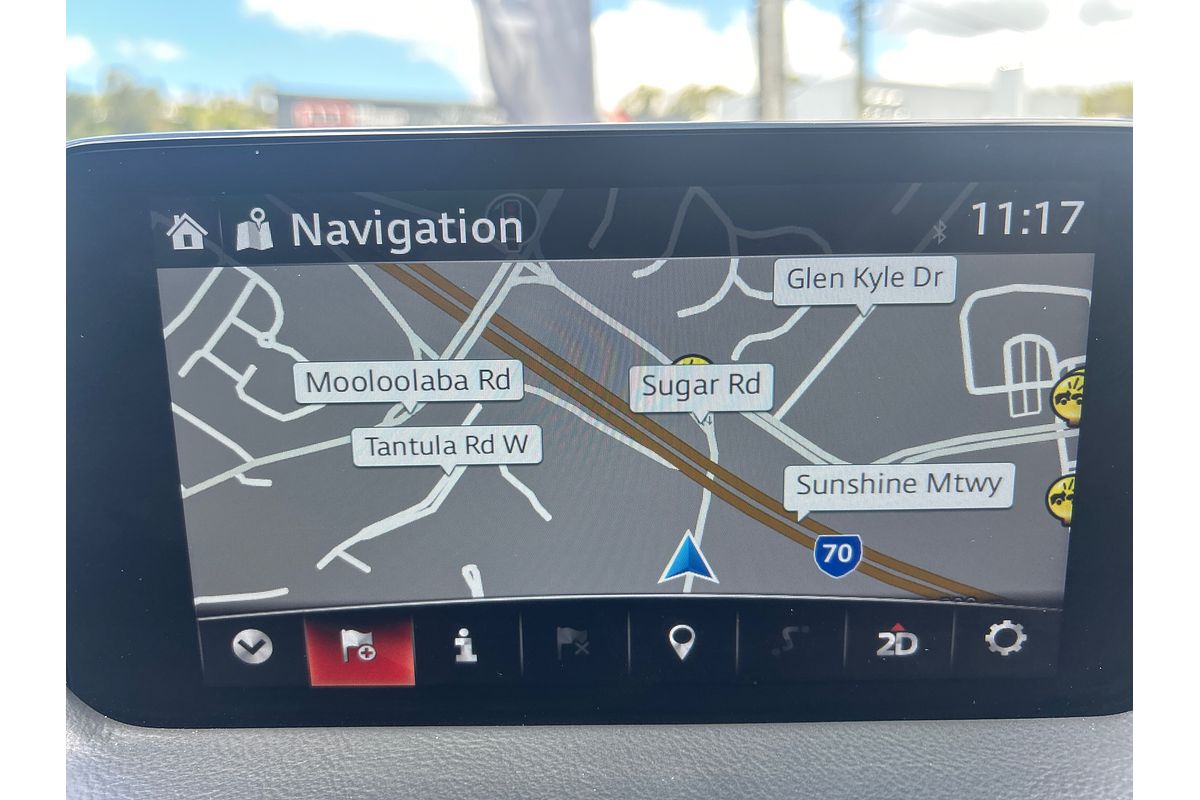 Navigation
11:17
Glen Kyle Dr
Mooloolaba Rd
Sugar Rd
Tantula Rd W
Sunshine Mtwy
70
2D